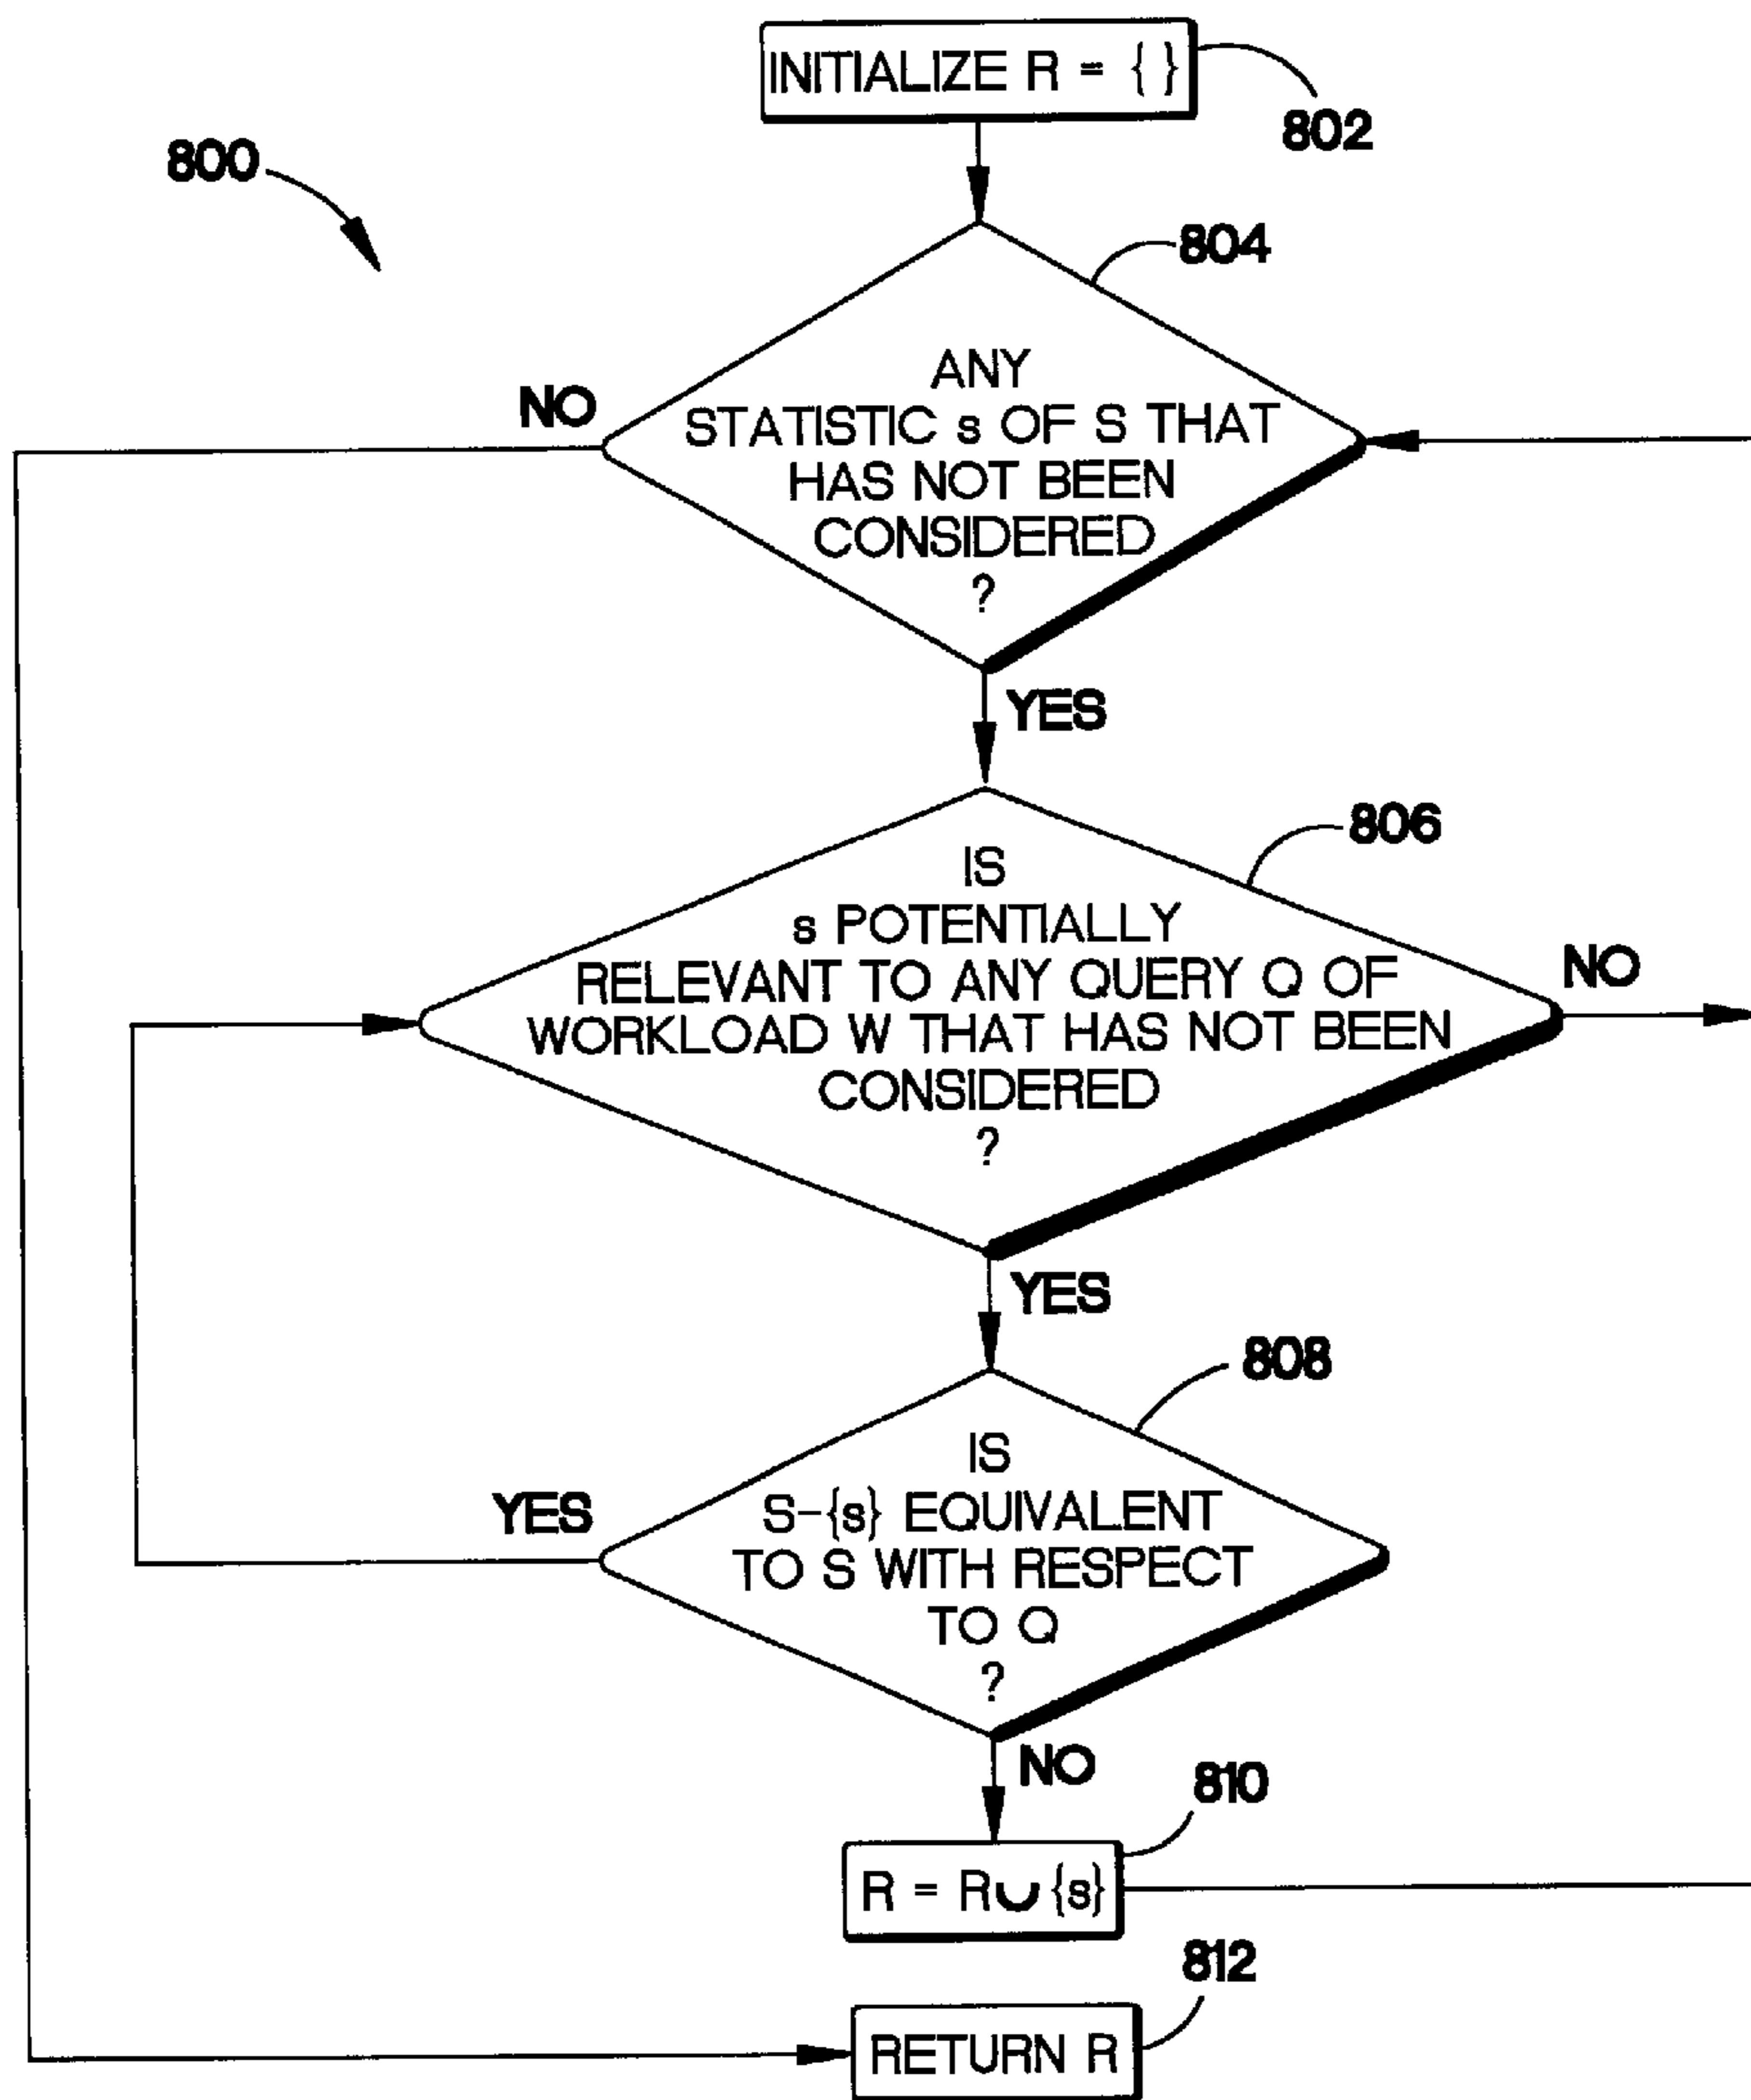 INITIALIZE R = { }
802
800
804
ANY
STATISTIC s OF S THAT
HAS NOT BEEN
CONSIDERED
?
NO
YES
806
IS
s POTENTIALLY
RELEVANT TO ANY QUERY Q OF
WORKLOAD W THAT HAS NOT BEEN
CONSIDERED
?
NO
YES
808
IS
S-{s} EQUIVALENT
TO S WITH RESPECT
TO Q
?
YES
NO
810
R = R∪{s}
812
RETURN R